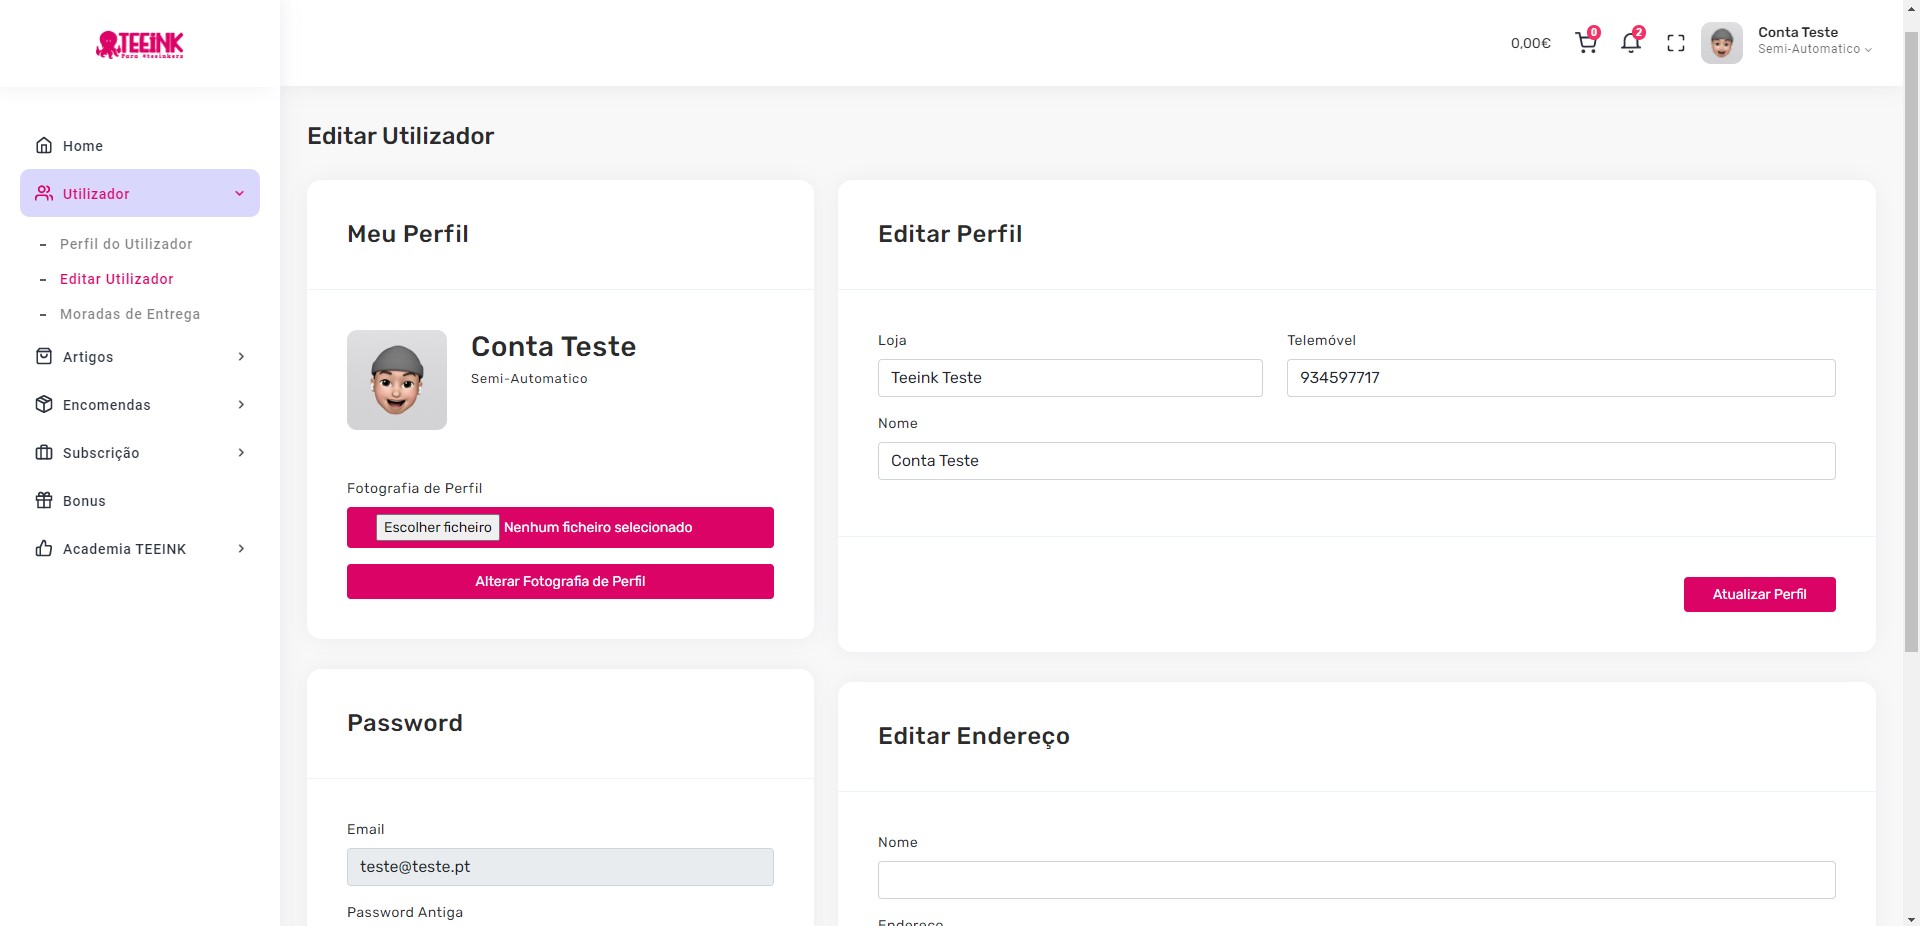 TEEINK
Para #teeinkers
0,00€
0
2
Conta Teste
Semi-Automatico
Home
Utilizador
- Perfil do Utilizador
- Editar Utilizador
- Moradas de Entrega
Artigos
Encomendas
Subscrição
Bonus
Academia TEEINK
Editar Utilizador
Meu Perfil
Conta Teste
Semi-Automatico
Fotografia de Perfil
Escolher ficheiro Nenhum ficheiro selecionado
Alterar Fotografia de Perfil
Editar Perfil
Loja
Teeink Teste
Telemóvel
934597717
Nome
Conta Teste
Atualizar Perfil
Password
Email
teste@teste.pt
Password Antiga
Editar Endereço
Nome
Endereço